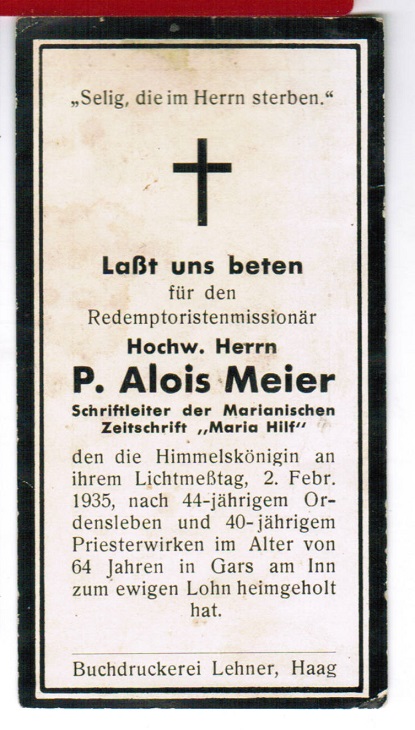 „Selig, die im Herrn sterben.“
Laßt uns beten
für den
Redemptoristenmissionär
Hochw. Herrn
P. Alois Meier
Schriftleiter der Marianischen
Zeitschrift „Maria Hilf“
den die Himmelskönigin an
ihrem Lichtmeßtag, 2. Febr.
1935, nach 44-jährigem Or-
densleben und 40-jährigem
Priesterwirken im Alter von
64 Jahren in Gars am Inn
zum ewigen Lohn heimgeholt
hat.
Buchdruckerei Lehner, Haag